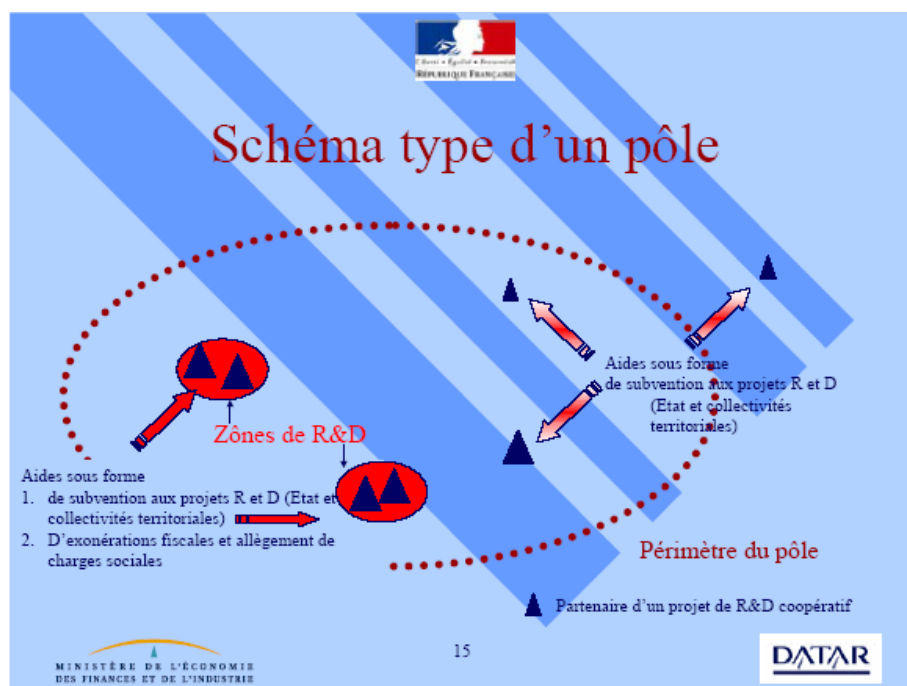 Liberté • Égalité • Fraternité
RÉPUBLIQUE FRANÇAISE
Schéma type d'un pôle
Aides sous forme
de subvention aux projets R et D
(Etat et collectivités
territoriales)
Zônes de R&D
Aides sous forme
1. de subvention aux projets R et D (Etat et
collectivités territoriales)
2. D'exonérations fiscales et allègement de
charges sociales
Périmètre du pôle
Partenaire d'un projet de R&D coopératif
MINISTÈRE DE L'ÉCONOMIE
DES FINANCES ET DE L'INDUSTRIE
15
DATAR